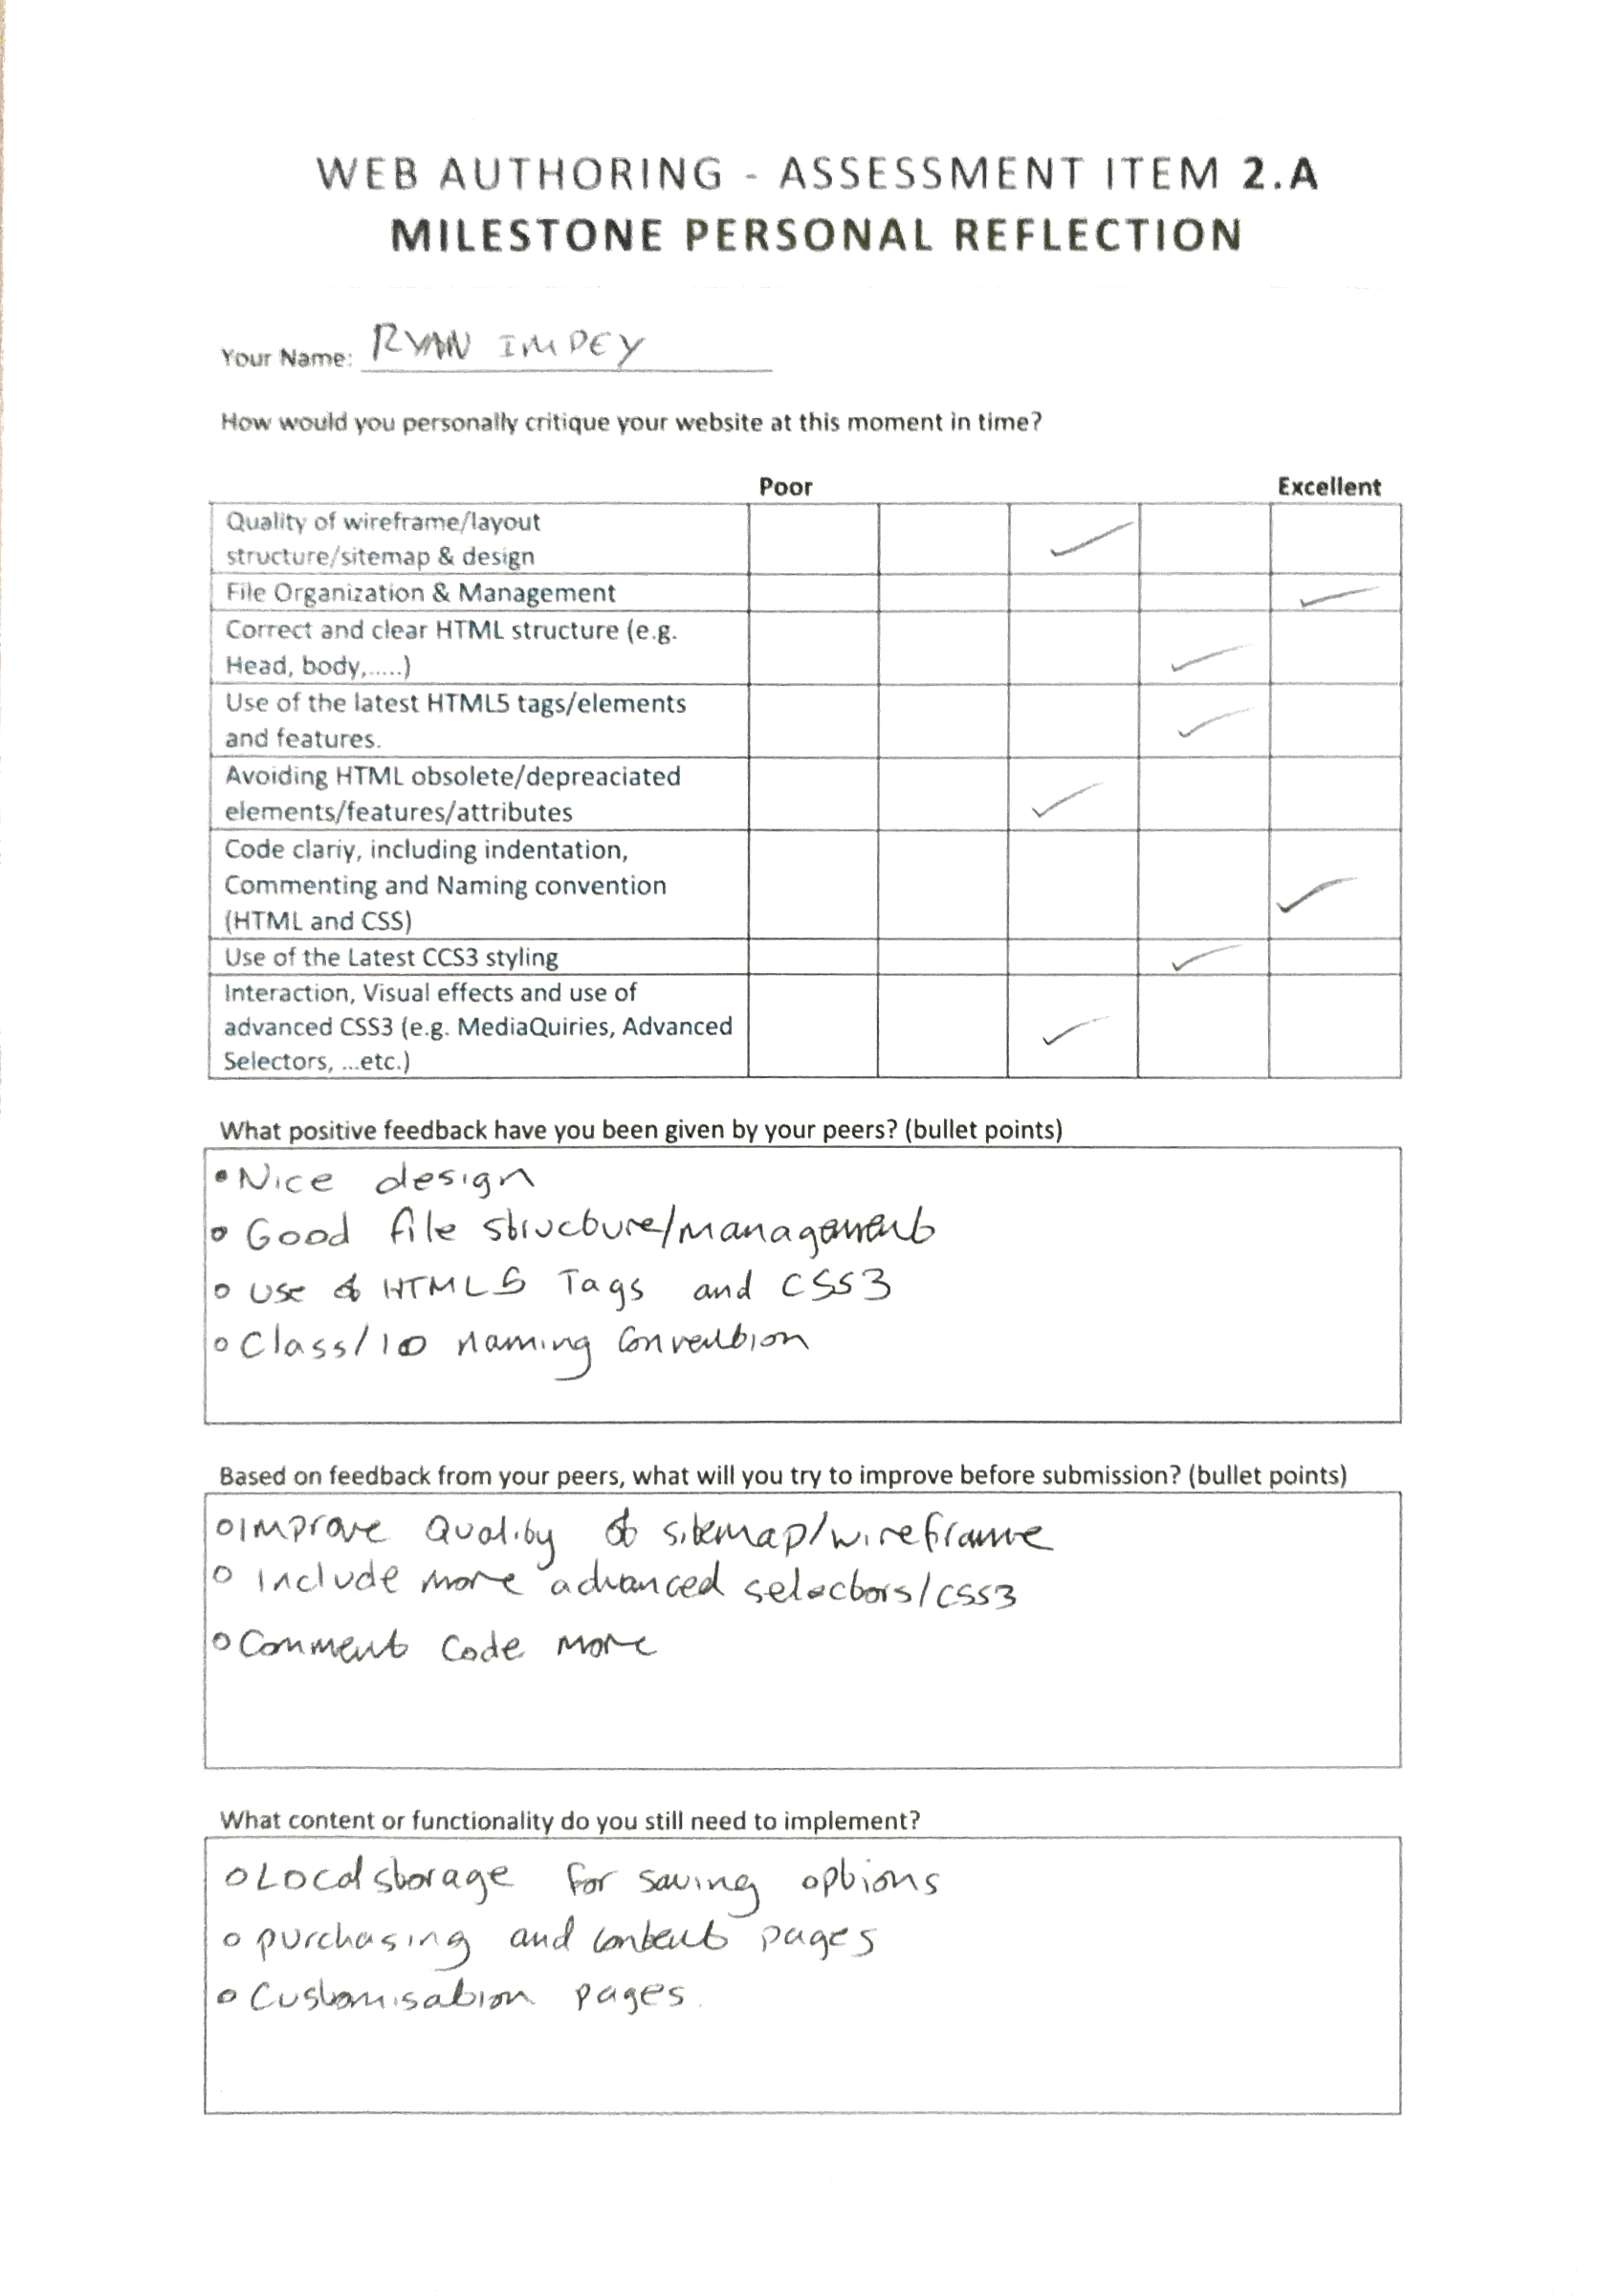 WEB AUTHORING - ASSESSMENT ITEM 2.A
MILESTONE PERSONAL REFLECTION
Your Name: RYAN IMPEY
How would you personally critique your website at this moment in time?
Poor Excellent
Quality of wireframe/layout
structure/sitemap & design ✓
File Organization & Management ✓
Correct and clear HTML structure (e.g.
Head, body,.....) ✓
Use of the latest HTML5 tags/elements
and features. ✓
Avoiding HTML obsolete/depreaciated
elements/features/attributes ✓
Code clariy, including indentation,
Commenting and Naming convention ✓
(HTML and CSS)
Use of the Latest CCS3 styling ✓
Interaction, Visual effects and use of
advanced CSS3 (e.g. MediaQuiries, Advanced ✓
Selectors, ...etc.)
What positive feedback have you been given by your peers? (bullet points)
• Nice design
• Good file structure/management
• Use of HTML5 Tags and CSS3
• Class/ID naming convention
Based on feedback from your peers, what will you try to improve before submission? (bullet points)
• Improve Quality of sitemap/wireframe
• Include more advanced selectors/css3
• Comment Code more
What content or functionality do you still need to implement?
• Local storage for saving options
• purchasing and content pages
• Customisation pages.